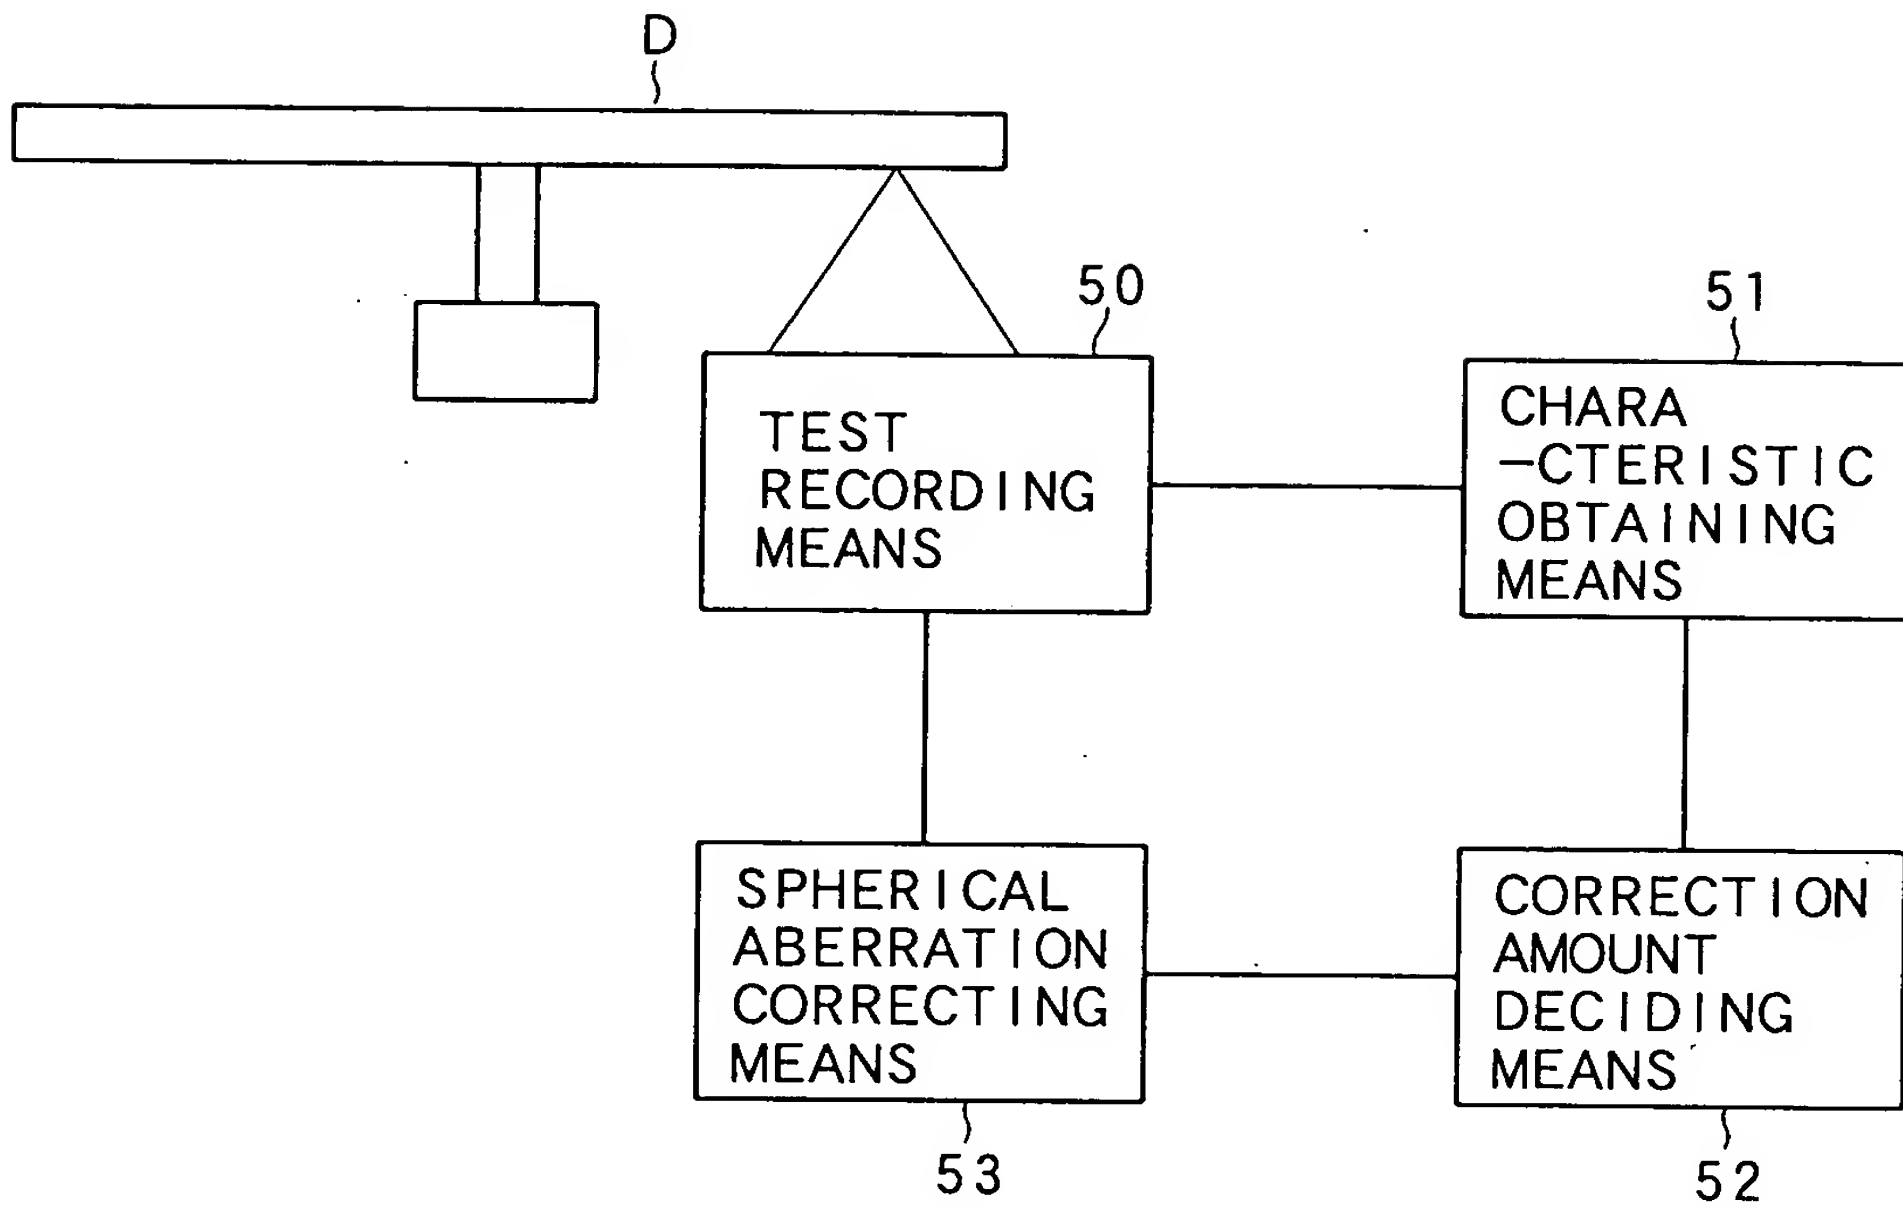 D
50
51
TEST
RECORDING
MEANS
CHARA
-CTERISTIC
OBTAINING
MEANS
SPHERICAL
ABERRATION
CORRECTING
MEANS
CORRECTION
AMOUNT
DECIDING
MEANS
53
52